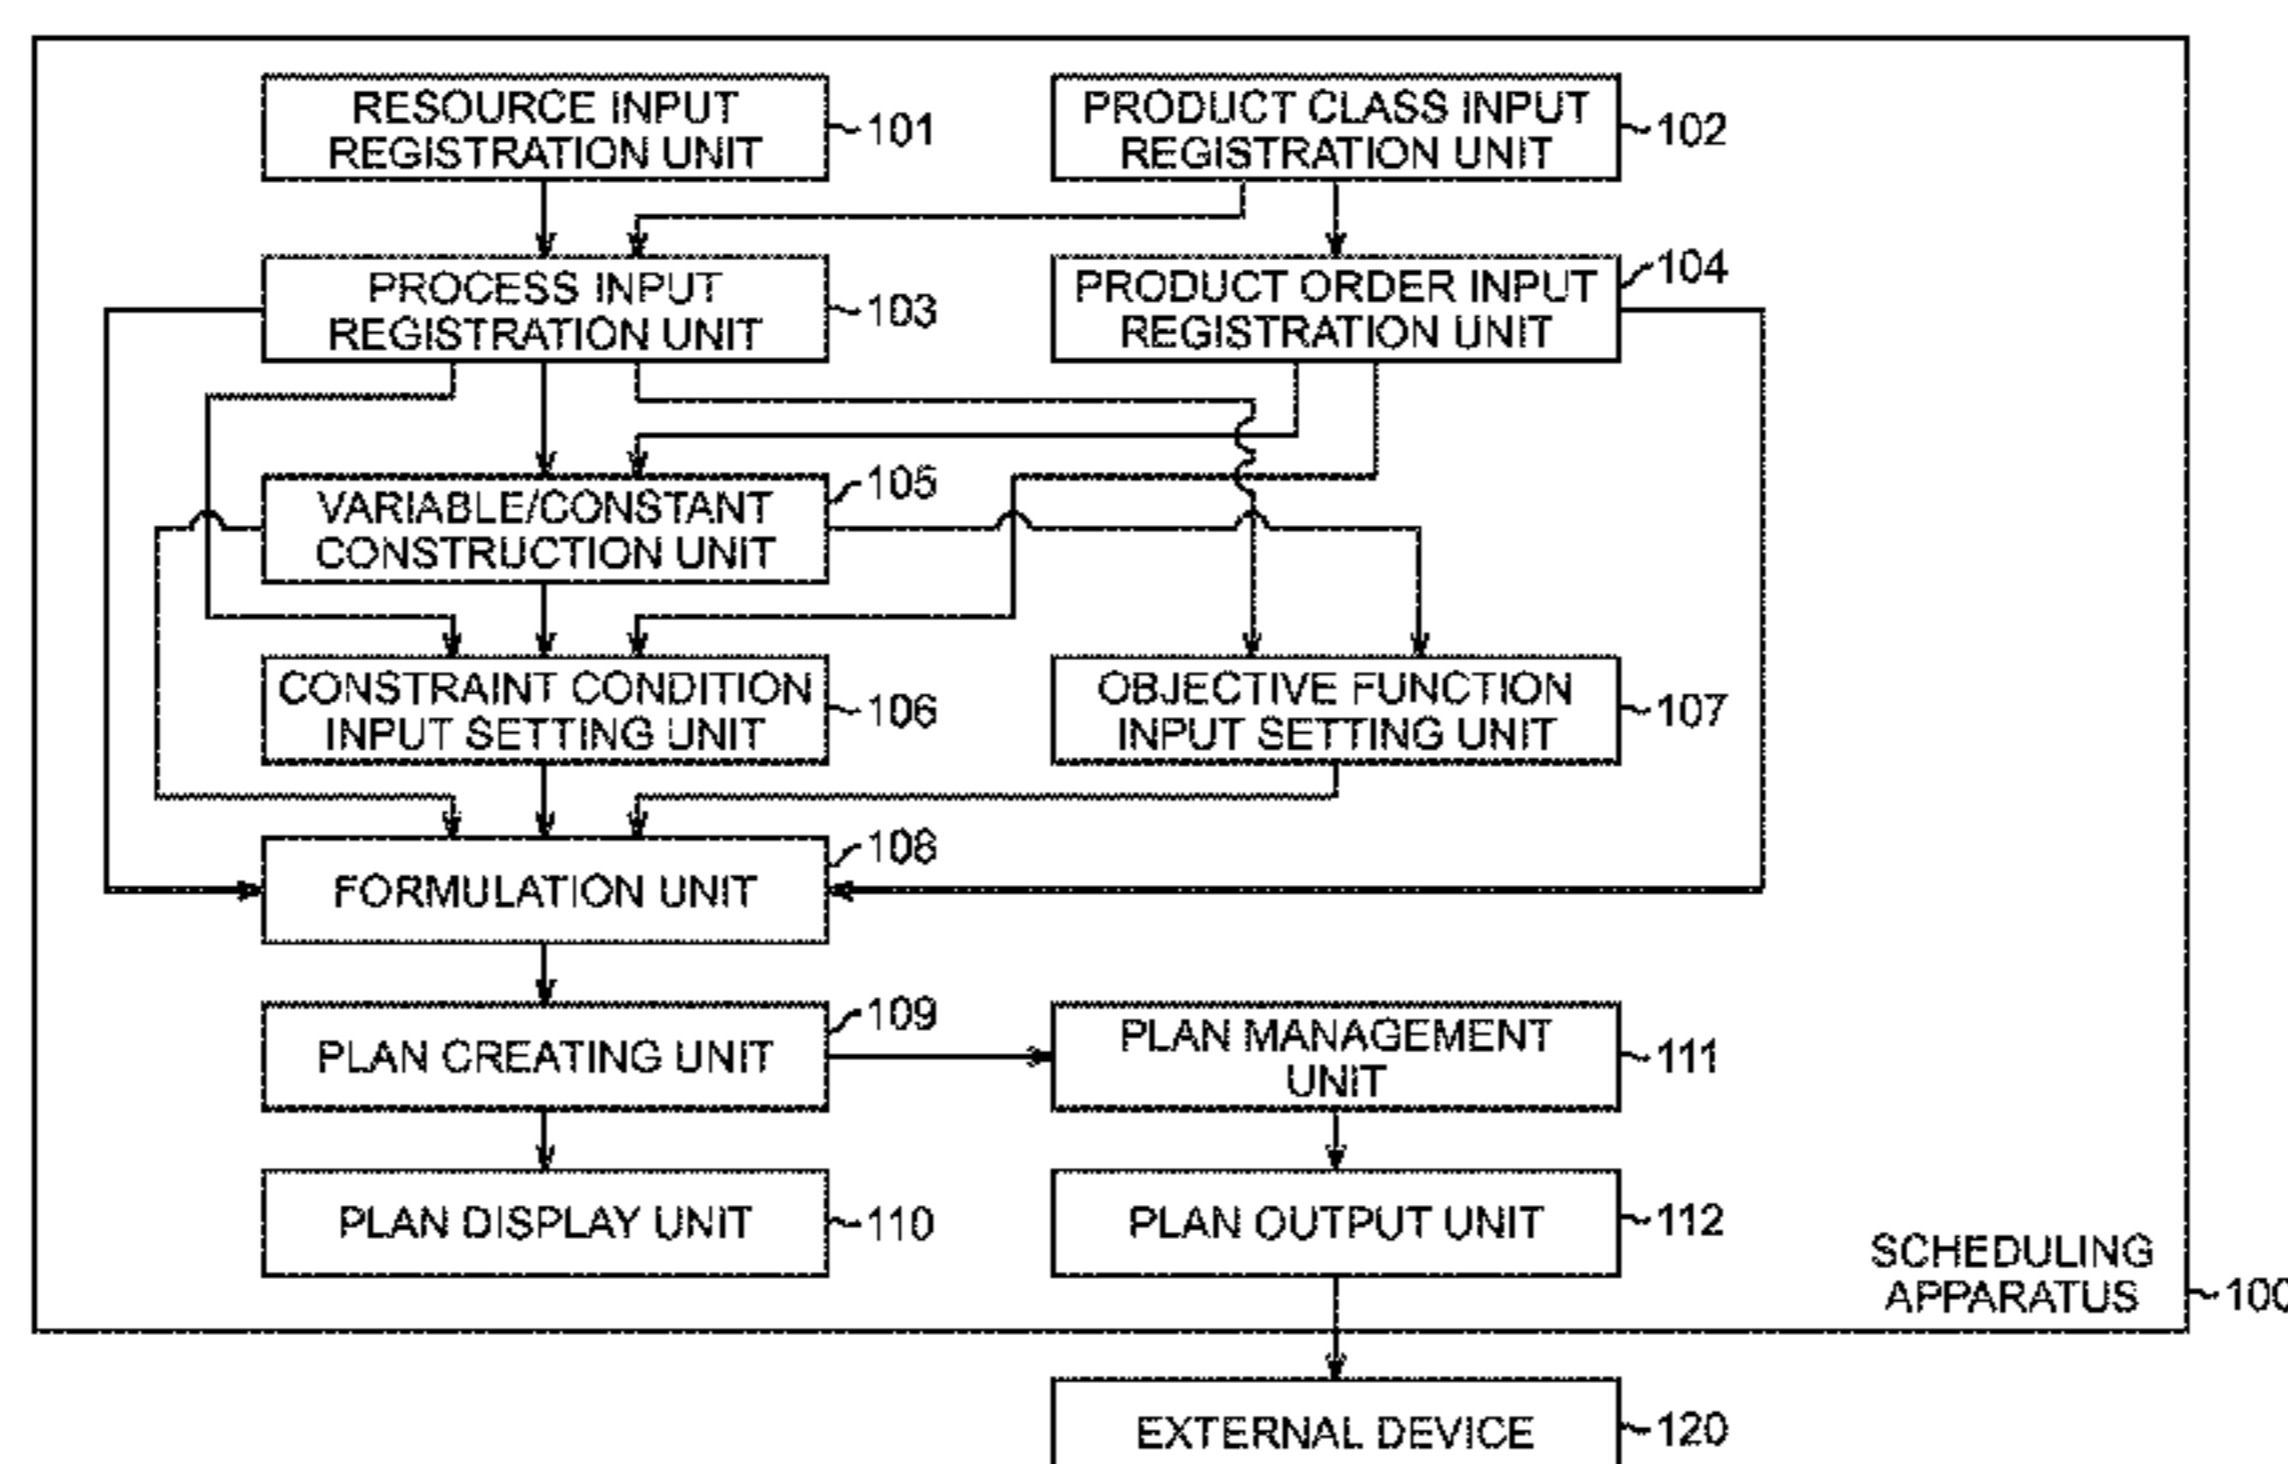 RESOURCE INPUT
REGISTRATION UNIT
101
PRODUCT CLASS INPUT
REGISTRATION UNIT
102
PROCESS INPUT
REGISTRATION UNIT
103
PRODUCT ORDER INPUT
REGISTRATION UNIT
104
VARIABLE/CONSTANT
CONSTRUCTION UNIT
105
CONSTRAINT CONDITION
INPUT SETTING UNIT
106
OBJECTIVE FUNCTION
INPUT SETTING UNIT
107
FORMULATION UNIT
108
PLAN CREATING UNIT
109
PLAN MANAGEMENT
UNIT
111
PLAN DISPLAY UNIT
110
PLAN OUTPUT UNIT
112
SCHEDULING
APPARATUS
100
EXTERNAL DEVICE
120